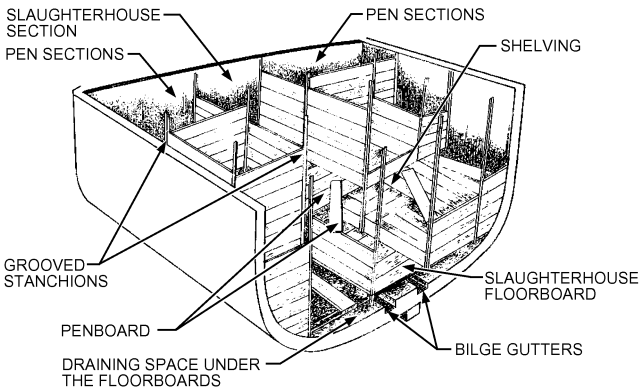 SLAUGHTERHOUSE
SECTION
PEN SECTIONS
PEN SECTIONS
SHELVING
GROOVED
STANCHIONS
PENBOARD
DRAINING SPACE UNDER
THE FLOORBOARDS
SLAUGHTERHOUSE
FLOORBOARD
BILGE GUTTERS